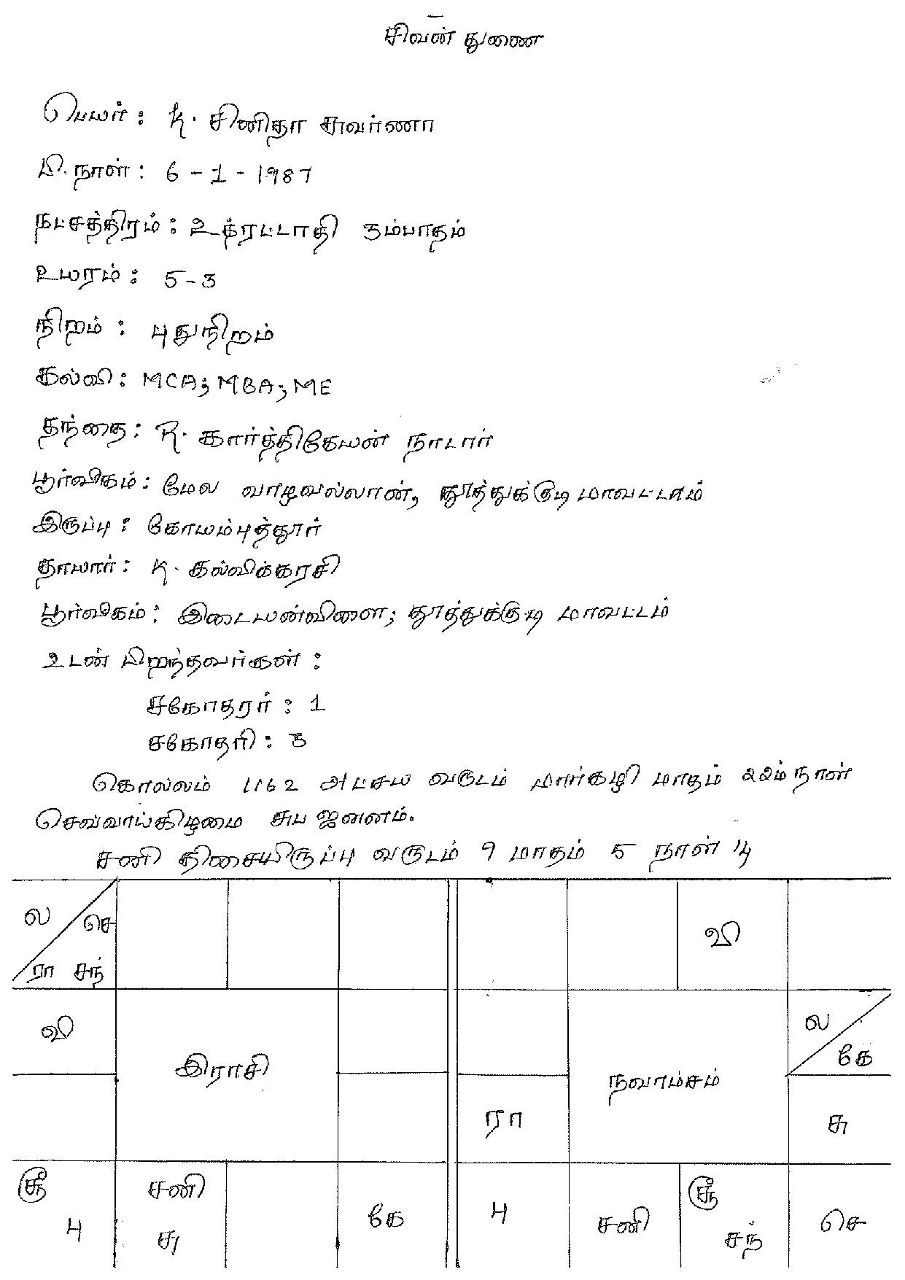 சிவன் துணை
பெயர் : K. சினிதா சுவர்ணா
பி.நாள் : 6 - 1 - 1987
நட்சத்திரம் : உத்ரட்டாதி 3ம்பாதம்
உயரம் : 5 - 3
நிறம் : புதுநிறம்
கல்வி : MCA; MBA; ME
தந்தை : R. கார்த்திகேயன் நாடார்
பூர்வீகம் : மேல வாழவல்லான், தூத்துக்குடி மாவட்டம்
இருப்பு : கோயம்புத்தூர்
தாயார் : K. கல்விக்கரசி
பூர்வீகம் : இடையன்விளை; தூத்துக்குடி மாவட்டம்
உடன் பிறந்தவர்கள் :
சகோதரர் : 1
சகோதரி : 3
கொல்லம் 1162 அட்சய வருடம் மார்கழி மாதம் 22ம் நாள்
செவ்வாய்கிழமை சுப ஜனனம்.
சனி திசையிருப்பு வருடம் 9 மாதம் 5 நாள் 14
ல செ
ரா சந்
வி
இராசி
சூ
பு
சனி
சு
கே
வி
ல
கே
நவாம்சம்
ரா
சு
பு
சனி
சூ
சந்
செ